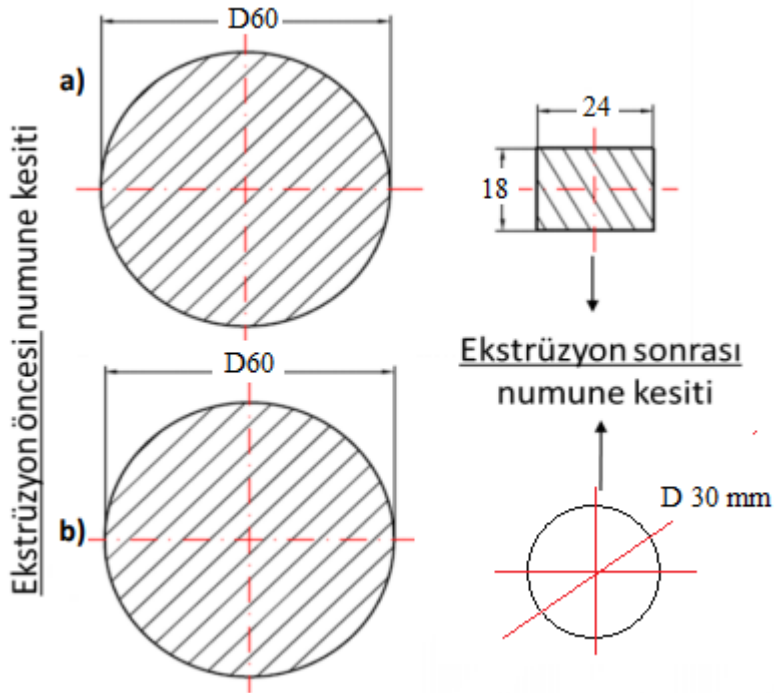 D60
a)
24
18
Ekstrüzyon öncesi numune kesiti
Ekstrüzyon sonrası
numune kesiti
D60
b)
D 30 mm